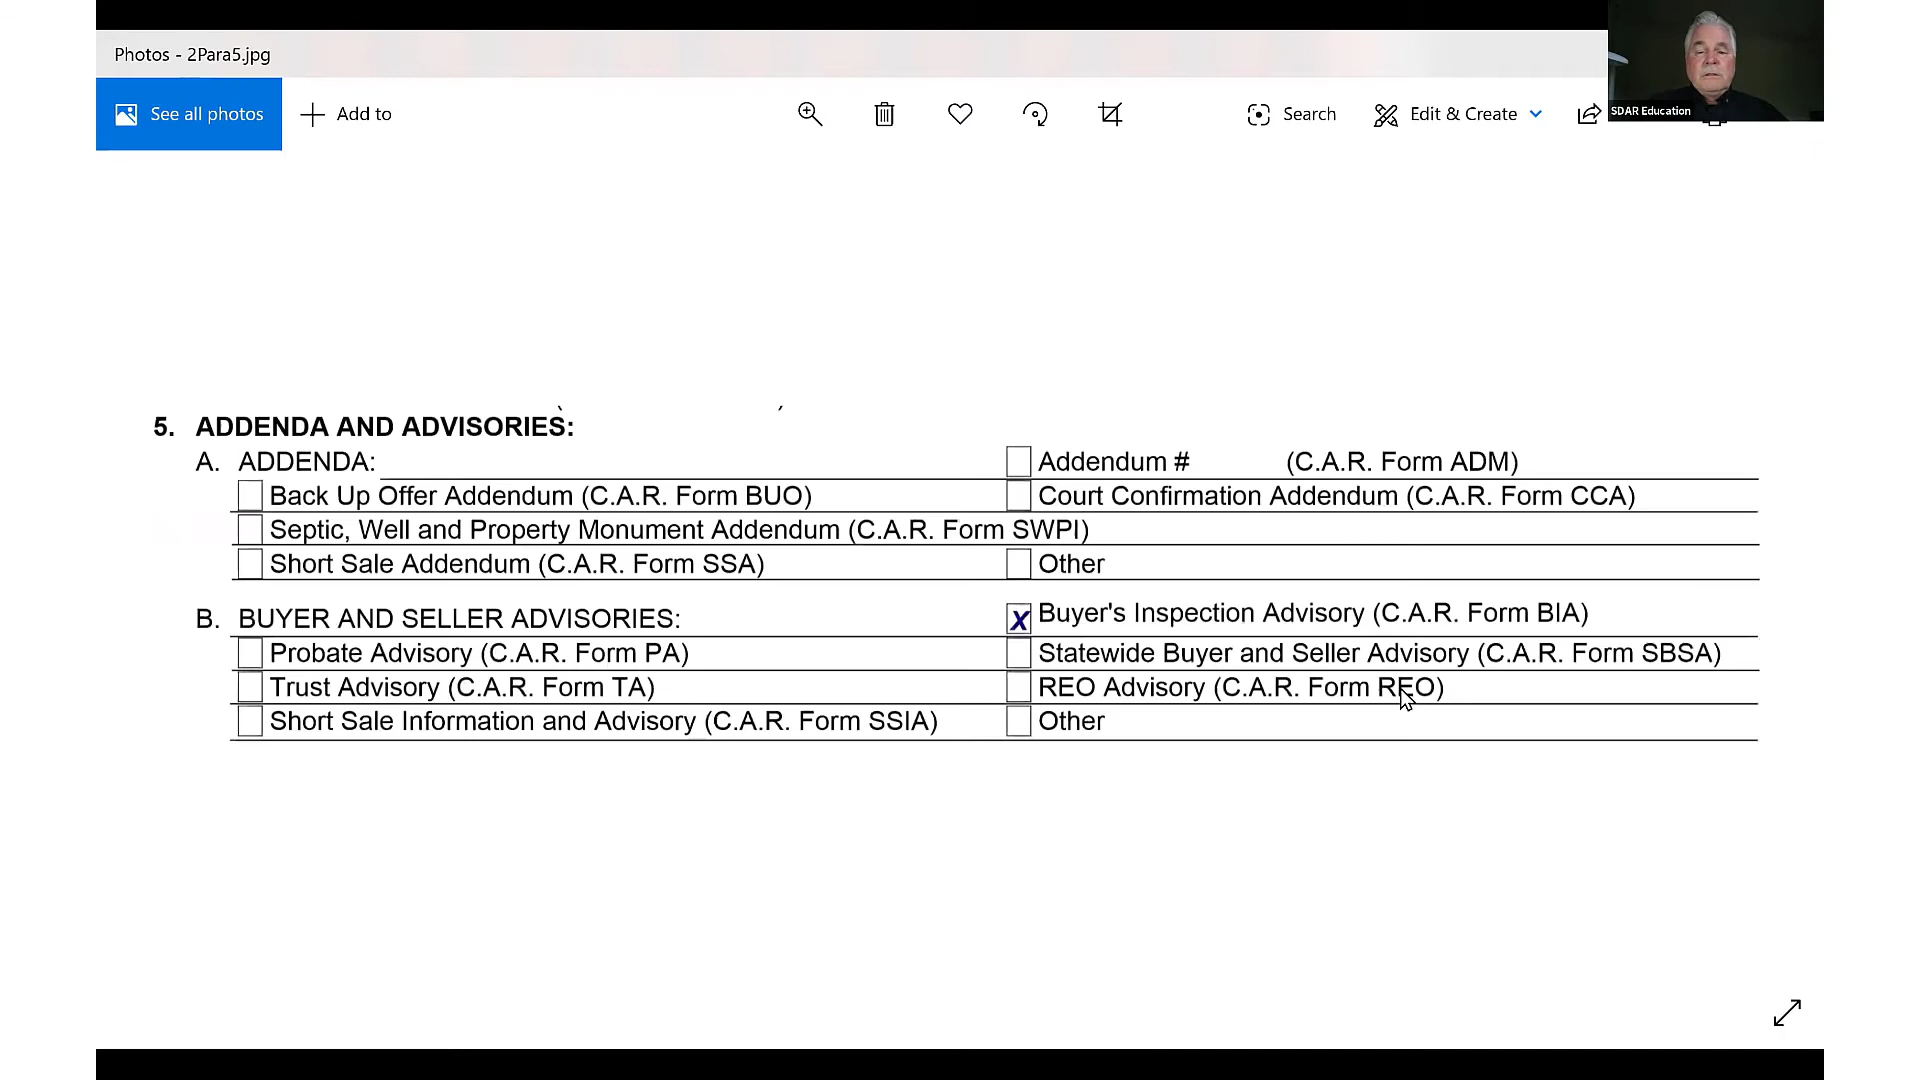 Photos - 2Para5.jpg
See all photos
Add to
Search
Edit & Create
SDAR Education
5. ADDENDA AND ADVISORIES:
A. ADDENDA: Addendum # (C.A.R. Form ADM)
Back Up Offer Addendum (C.A.R. Form BUO) Court Confirmation Addendum (C.A.R. Form CCA)
Septic, Well and Property Monument Addendum (C.A.R. Form SWPI)
Short Sale Addendum (C.A.R. Form SSA) Other
B. BUYER AND SELLER ADVISORIES: X Buyer's Inspection Advisory (C.A.R. Form BIA)
Probate Advisory (C.A.R. Form PA) Statewide Buyer and Seller Advisory (C.A.R. Form SBSA)
Trust Advisory (C.A.R. Form TA) REO Advisory (C.A.R. Form REO)
Short Sale Information and Advisory (C.A.R. Form SSIA) Other